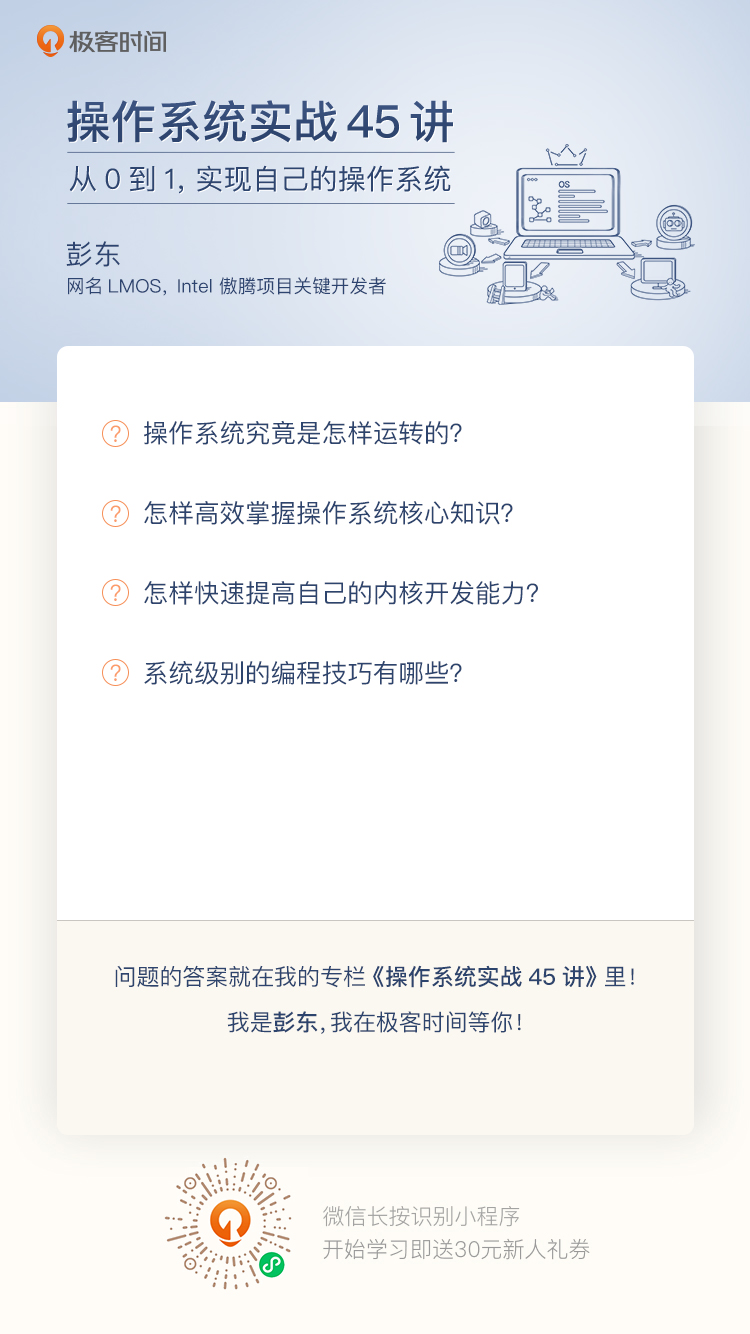 极客时间
操作系统实战 45 讲
从 0 到 1, 实现自己的操作系统
彭东
网名 LMOS, Intel 傲腾项目关键开发者
OS
操作系统究竟是怎样运转的?
怎样高效掌握操作系统核心知识?
怎样快速提高自己的内核开发能力?
系统级别的编程技巧有哪些?
问题的答案就在我的专栏《操作系统实战 45 讲》里!
我是彭东, 我在极客时间等你!
微信长按识别小程序
开始学习即送30元新人礼券